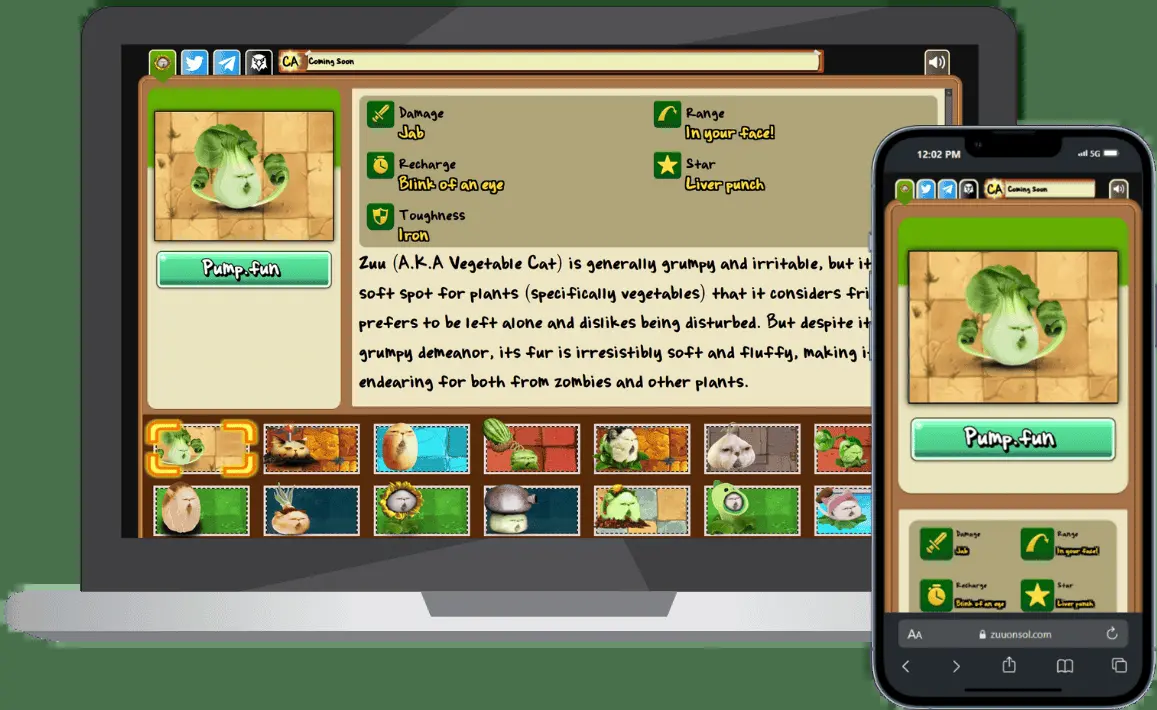 CA
Coming Soon
Damage
Jab
Range
In your face!
Recharge
Blink of an eye
Star
Liver punch
Toughness
Iron
Pump.fun
Zuu (A.K.A Vegetable Cat) is generally grumpy and irritable, but it
soft spot for plants (specifically vegetables) that it considers fri
prefers to be left alone and dislikes being disturbed. But despite it
grumpy demeanor, its fur is irresistibly soft and fluffy, making it
endearing for both from zombies and other plants.
12:02 PM
5G
CA
Coming Soon
Pump.fun
Damage
Jab
Range
In your face!
Recharge
Blink of an eye
Star
Liver punch
AA
zuuonsol.com